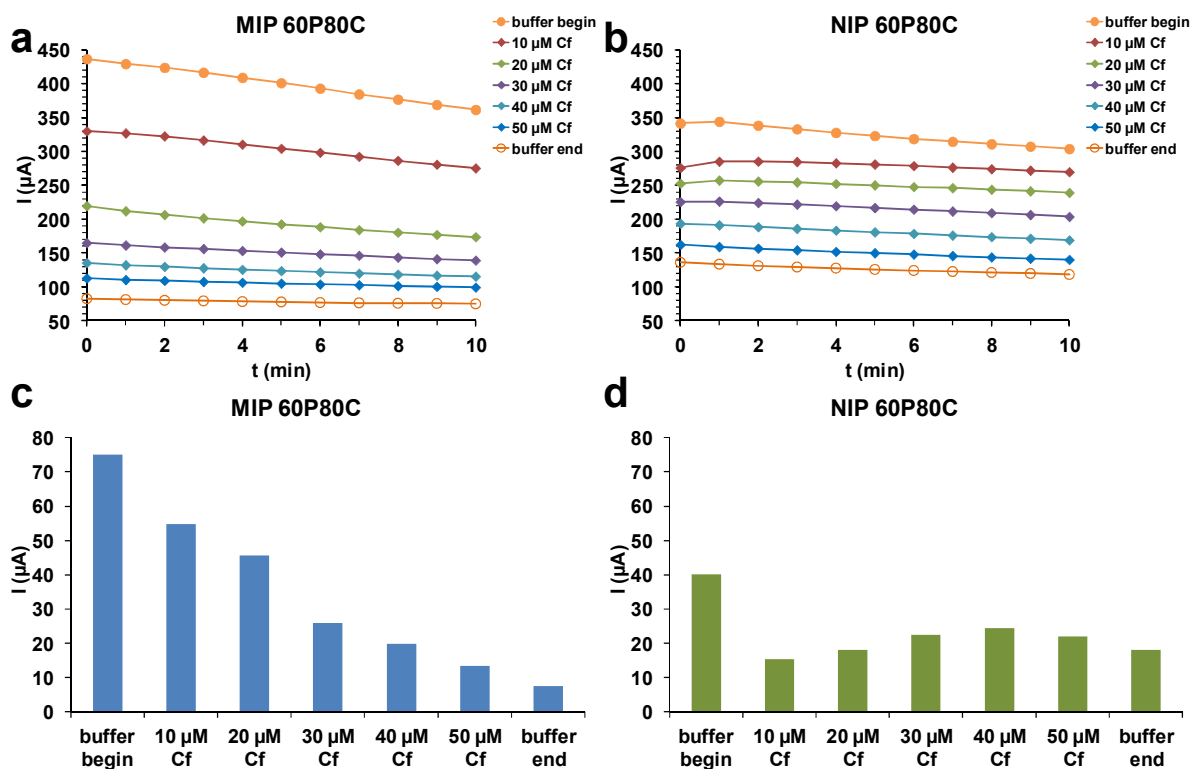 a
MIP 60P80C
450
400
350
300
250
200
150
100
50
I (µA)
0 2 4 6 8 10
t (min)
buffer begin
10 µM Cf
20 µM Cf
30 µM Cf
40 µM Cf
50 µM Cf
buffer end
b
NIP 60P80C
450
400
350
300
250
200
150
100
50
I (µA)
0 2 4 6 8 10
t (min)
buffer begin
10 µM Cf
20 µM Cf
30 µM Cf
40 µM Cf
50 µM Cf
buffer end
c
MIP 60P80C
80
70
60
50
40
30
20
10
0
I (µA)
buffer 10 µM 20 µM 30 µM 40 µM 50 µM buffer
begin Cf Cf Cf Cf Cf end
d
NIP 60P80C
80
70
60
50
40
30
20
10
0
I (µA)
buffer 10 µM 20 µM 30 µM 40 µM 50 µM buffer
begin Cf Cf Cf Cf Cf end